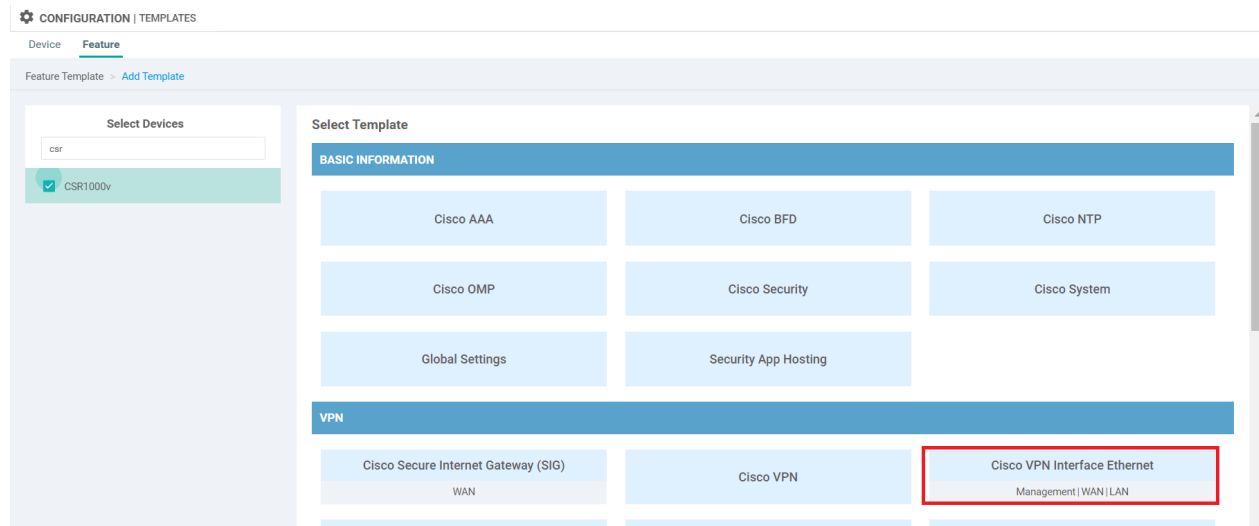 CONFIGURATION | TEMPLATES
Device Feature
Feature Template > Add Template
Select Devices
csr
CSR1000v
Select Template
BASIC INFORMATION
Cisco AAA
Cisco BFD
Cisco NTP
Cisco OMP
Cisco Security
Cisco System
Global Settings
Security App Hosting
VPN
Cisco Secure Internet Gateway (SIG)
WAN
Cisco VPN
Cisco VPN Interface Ethernet
Management | WAN | LAN